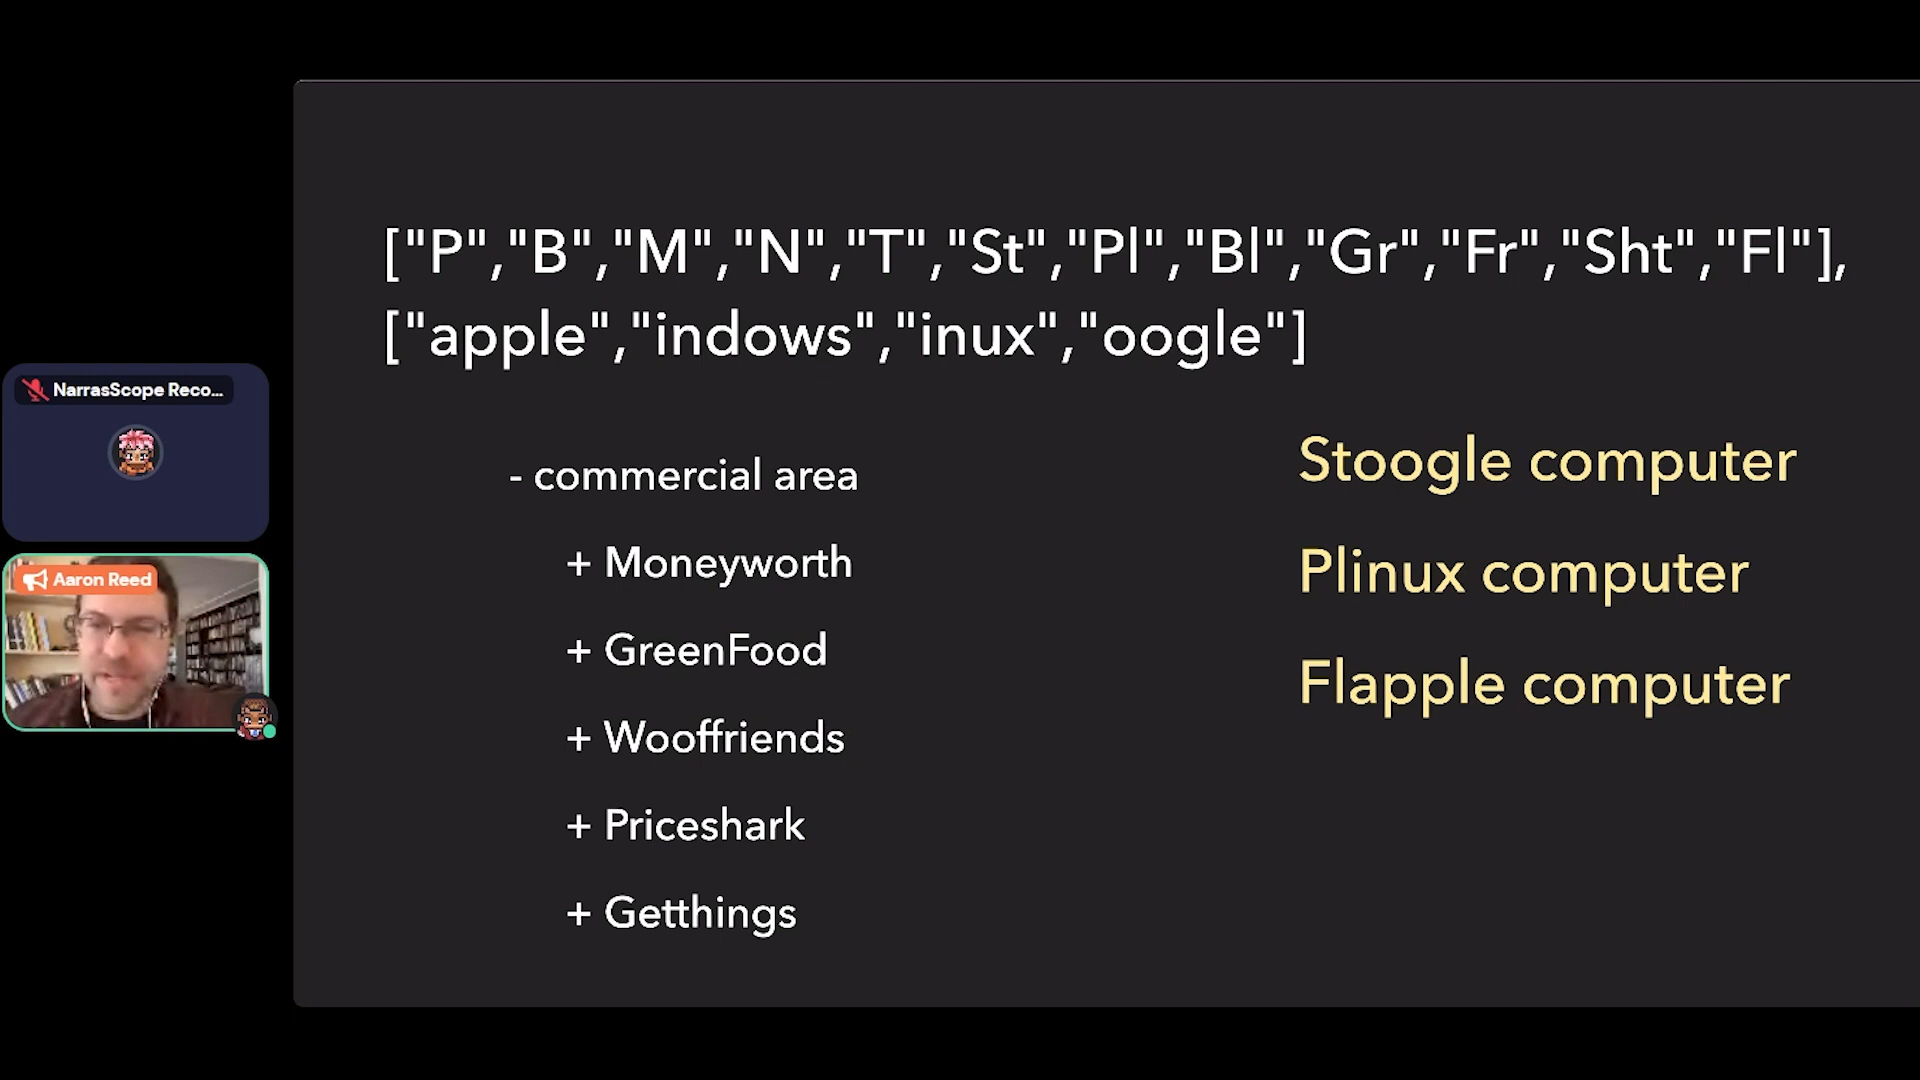 ["P","B","M","N","T","St","Pl","Bl","Gr","Fr","Sht","Fl"],
["apple","indows","inux","oogle"]
- commercial area
+ Moneyworth
+ GreenFood
+ Wooffriends
+ Priceshark
+ Getthings
Stoogle computer
Plinux computer
Flapple computer
NarrasScope Reco...
Aaron Reed